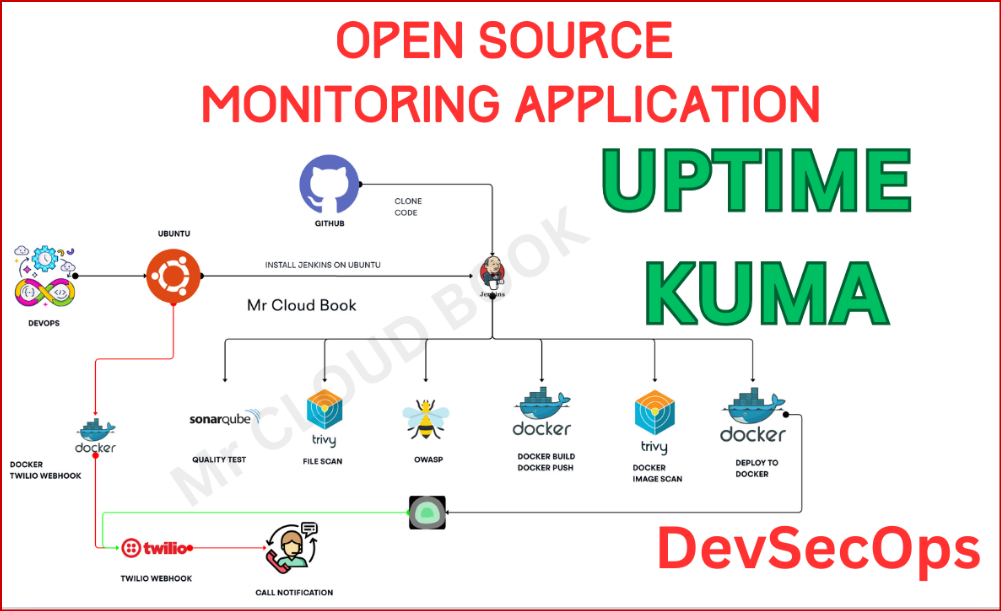 OPEN SOURCE
MONITORING APPLICATION
UPTIME
KUMA
GITHUB
CLONE
CODE
UBUNTU
INSTALL JENKINS ON UBUNTU
Jenkins
DEVOPS
Mr Cloud Book
Mr CLOUD BOOK
sonarqube
QUALITY TEST
trivy
FILE SCAN
OWASP
docker
DOCKER BUILD
DOCKER PUSH
trivy
DOCKER
IMAGE SCAN
docker
DEPLOY TO
DOCKER
docker
DOCKER
TWILIO WEBHOOK
twilio
TWILIO WEBHOOK
CALL NOTIFICATION
DevSecOps